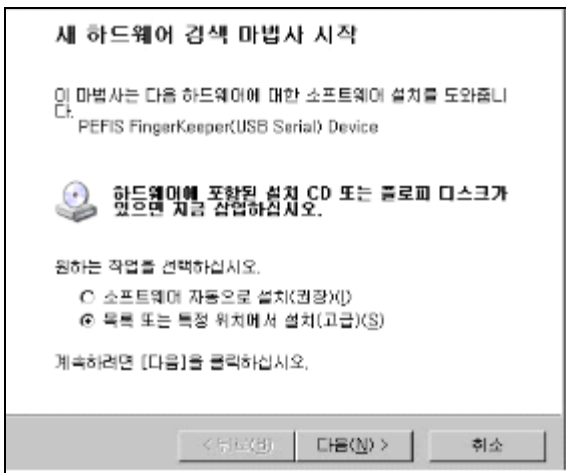 새 하드웨어 검색 마법사 시작
이 마법사는 다음 하드웨어에 대한 소프트웨어 설치를 도와줍니
다.
PEFIS FingerKeeper(USB Serial) Device
하드웨어에 포함된 설치 CD 또는 플로피 디스크가
있으면 지금 삽입하십시오.
원하는 작업을 선택하십시오.
소프트웨어 자동으로 설치(권장)(I)
목록 또는 특정 위치에서 설치(고급)(S)
계속하려면 [다음]을 클릭하십시오.
< 뒤로(B) 다음(N) > 취소